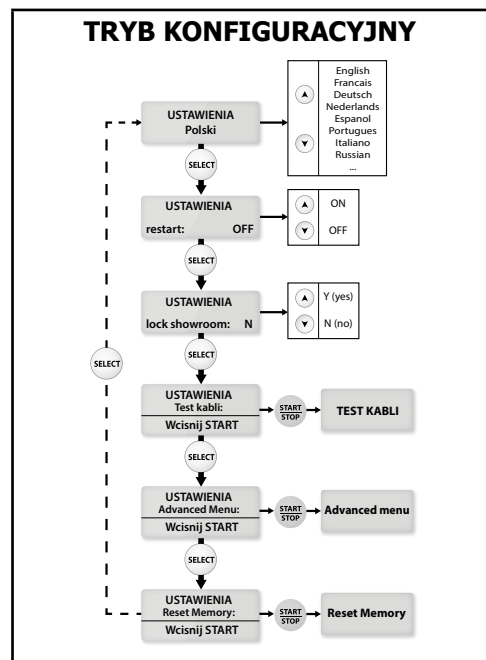 TRYB KONFIGURACYJNY
USTAWIENIA
Polski
English
Francais
Deutsch
Nederlands
Espanol
Portugues
Italiano
Russian
...
SELECT
USTAWIENIA
restart: OFF
ON
OFF
SELECT
USTAWIENIA
lock showroom: N
Y (yes)
N (no)
SELECT
SELECT
USTAWIENIA
Test kabli:
Wcisnij START
START
STOP
TEST KABLI
SELECT
USTAWIENIA
Advanced Menu:
Wcisnij START
START
STOP
Advanced menu
SELECT
USTAWIENIA
Reset Memory:
Wcisnij START
START
STOP
Reset Memory